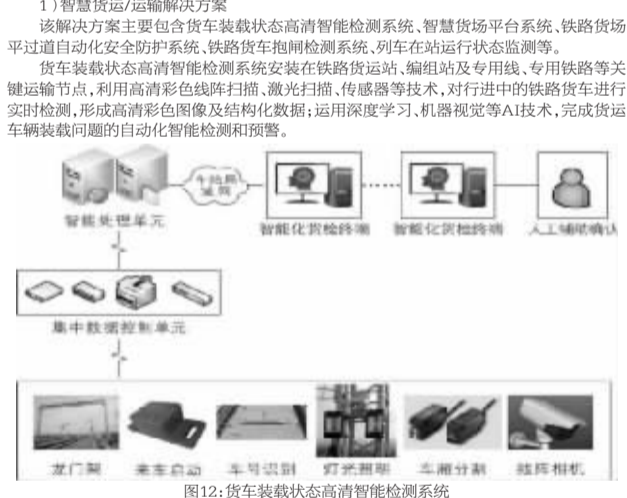 1）智慧货运/运输解决方案
该解决方案主要包含货车装载状态高清智能检测系统、智慧货场平台系统、铁路货场
平过道自动化安全防护系统、铁路货车抱闸检测系统、列车在站运行状态监测等。
货车装载状态高清智能检测系统安装在铁路货运站、编组站及专用线、专用铁路等关
键运输节点，利用高清彩色线阵扫描、激光扫描、传感器等技术，对行进中的铁路货车进行
实时检测，形成高清彩色图像及结构化数据；运用深度学习、机器视觉等AI技术，完成货运
车辆装载问题的自动化智能检测和预警。
智能处理单元
智能化货检终端
智能化货检终端
人工辅助确认
集中数据控制单元
龙门架
来车启动
车号识别
灯光照明
车厢分割
线阵相机
图12：货车装载状态高清智能检测系统